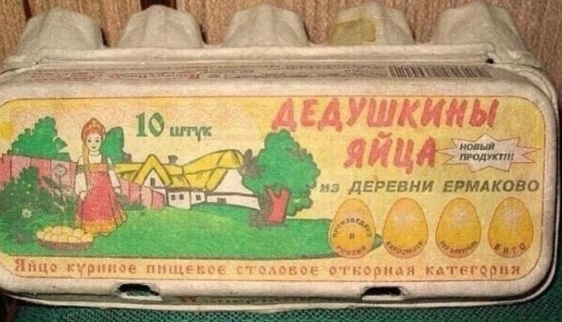 10 штук
ДЕДУШКИНЫ
ЯЙЦА
НОВЫЙ
ПРОДУКТ!!!
из ДЕРЕВНИ ЕРМАКОВО
Яйцо куриное пищевое столовое отборная категория